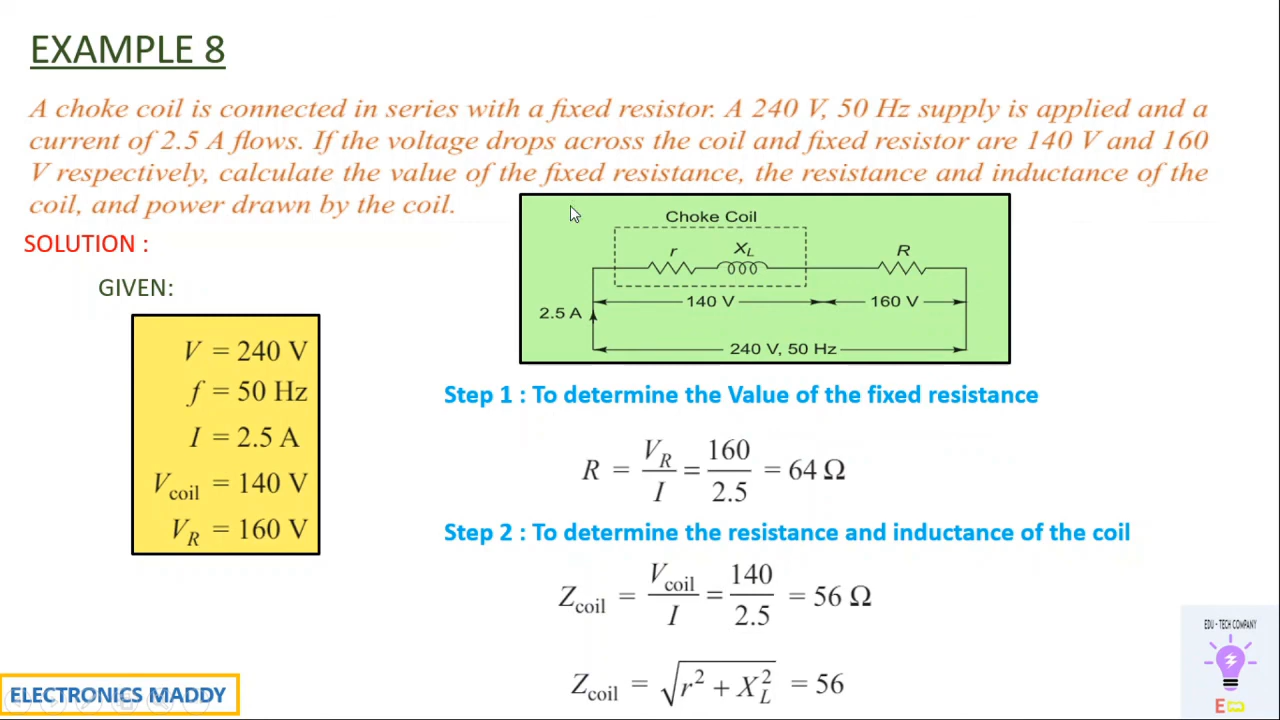 EXAMPLE 8
A choke coil is connected in series with a fixed resistor. A 240 V, 50 Hz supply is applied and a
current of 2.5 A flows. If the voltage drops across the coil and fixed resistor are 140 V and 160
V respectively, calculate the value of the fixed resistance, the resistance and inductance of the
coil, and power drawn by the coil.
SOLUTION :
GIVEN:
V = 240 V
f = 50 Hz
I = 2.5 A
V_coil = 140 V
V_R = 160 V
Choke Coil
r X_L R
140 V 160 V
2.5 A
240 V, 50 Hz
Step 1 : To determine the Value of the fixed resistance
R = V_R / I = 160 / 2.5 = 64 Ω
Step 2 : To determine the resistance and inductance of the coil
Z_coil = V_coil / I = 140 / 2.5 = 56 Ω
Z_coil = √(r² + X_L²) = 56
ELECTRONICS MADDY
EDU - TECH COMPANY
E